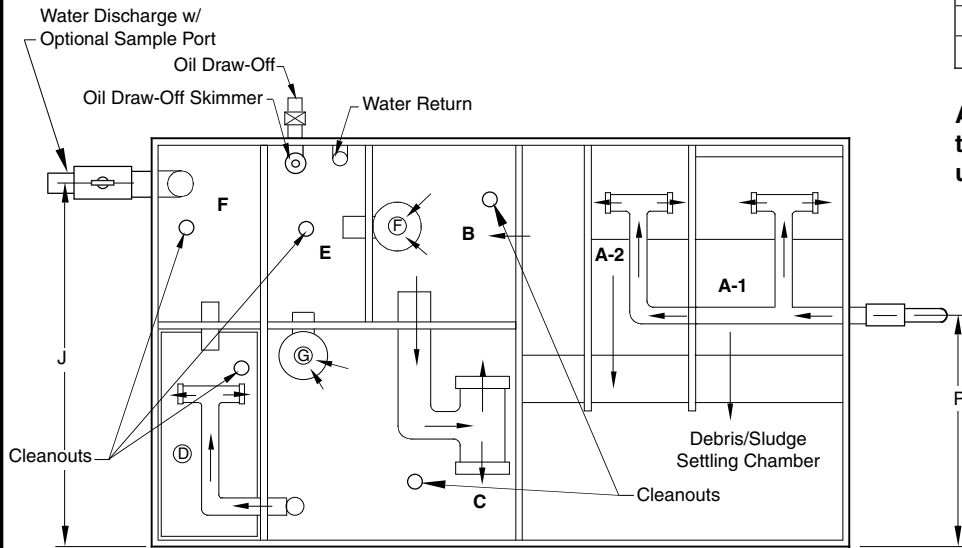 Water Discharge w/
Optional Sample Port
Oil Draw-Off
Oil Draw-Off Skimmer
Water Return
A
t
u
F
F
B
E
A-2
A-1
J
G
P
D
Debris/Sludge
Settling Chamber
Cleanouts
Cleanouts
C